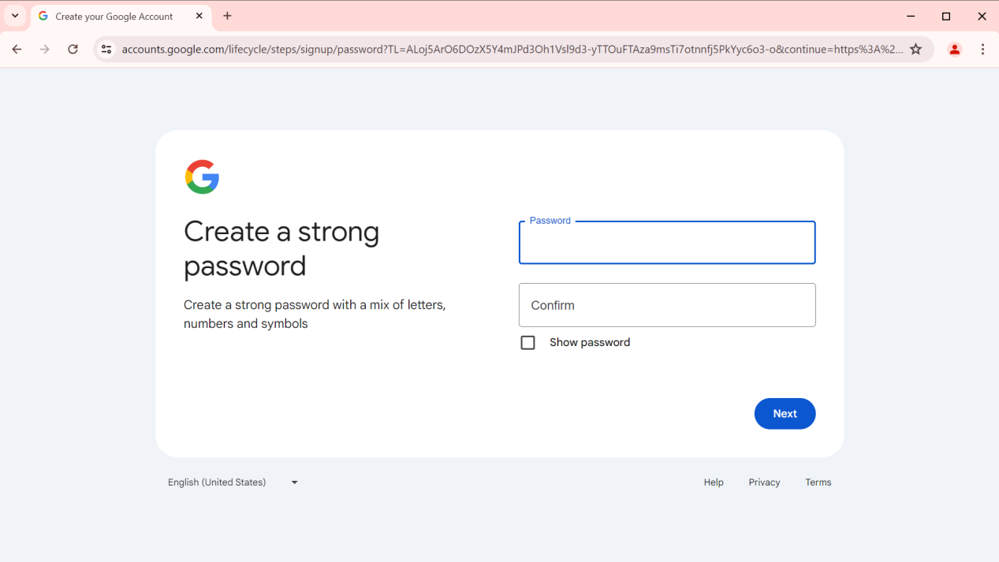 Create your Google Account
accounts.google.com/lifecycle/steps/signup/password?TL=ALoj5ArO6DOzX5Y4mJPd3Oh1Vsl9d3-yTTOuFTAza9msTi7otnnfj5PkYyc6o3-o&continue=https%3A%2...
Create a strong
password
Create a strong password with a mix of letters,
numbers and symbols
Password
Confirm
Show password
Next
English (United States)
Help
Privacy
Terms